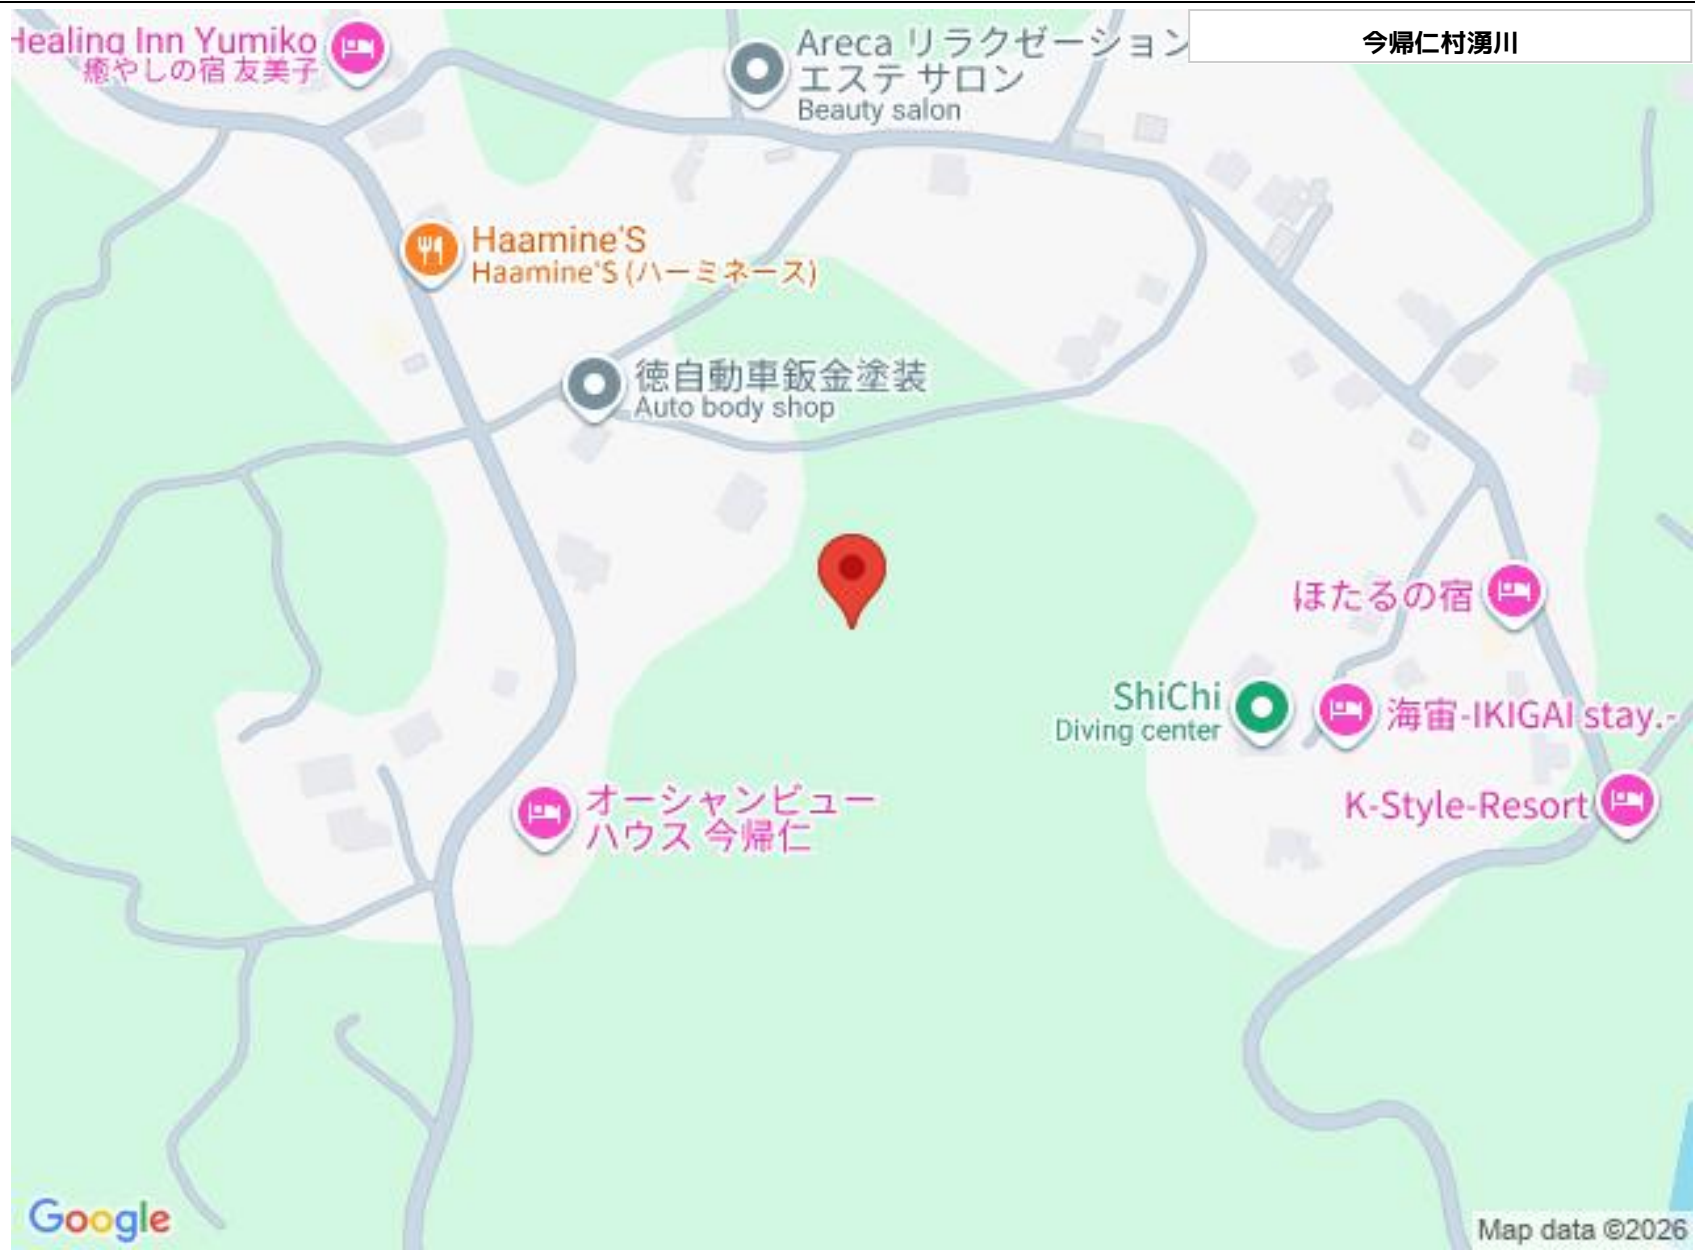 Healing Inn Yumiko
癒やしの宿 友美子
Areca リラクゼーション
エステ サロン
Beauty salon
今帰仁村湧川
Haamine'S
Haamine'S (ハーミネース)
徳自動車鈑金塗装
Auto body shop
ほたるの宿
ShiChi
Diving center
海宙-IKIGAI stay.-
K-Style-Resort
オーシャンビュー
ハウス 今帰仁
Google
Map data ©2026